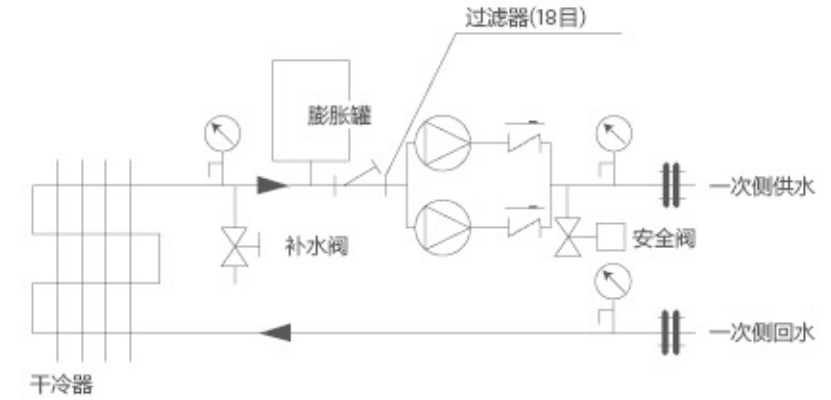 过滤器(18目)
膨胀罐
一次侧供水
补水阀
安全阀
一次侧回水
干冷器